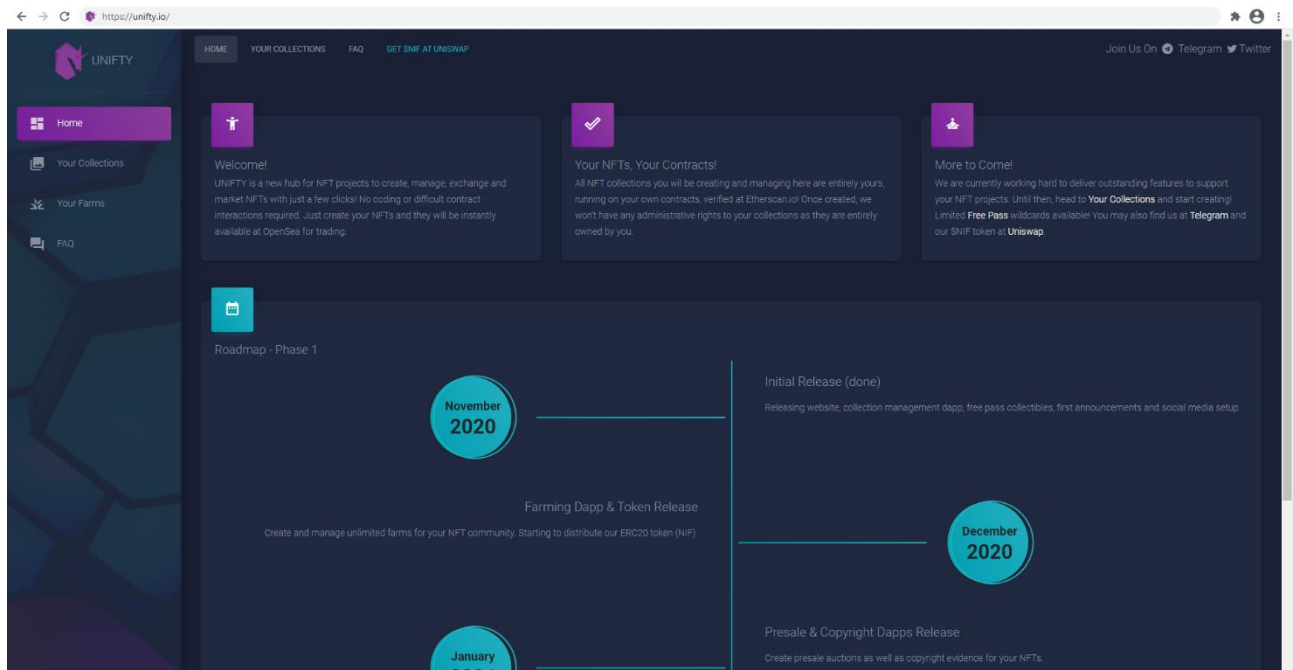 https://unifty.io/
UNIFTY
HOME YOUR COLLECTIONS FAQ GET $NIF AT UNISWAP
Join Us On Telegram Twitter
Home
Your Collections
Your Farms
FAQ
Welcome!
UNIFTY is a new hub for NFT projects to create, manage, exchange and
market NFTs with just a few clicks! No coding or difficult contract
interactions required. Just create your NFTs and they will be instantly
available at OpenSea for trading.
Your NFTs, Your Contracts!
All NFT collections you wil be creating and managing here are entirely yours,
running on your own contracts, verified at Etherscan.io! Once created, we
won't have any administrative rights to your collections as they are entirely
owned by you.
More to Come!
We are currently working hard to deliver outstanding features to support
your NFT projects. Until then, head to Your Collections and start creating!
Limited Free Pass wildcards available! You may also find us at Telegram and
our $NIF token at Uniswap.
Roadmap - Phase 1
November
2020
Initial Release (done)
Releasing website, collection management dapp, free pass collectibles, first announcements and social media setup.
Farming Dapp & Token Release
Create and manage unlimited farms for your NFT community. Starting to distribute our ERC20 token (NIF).
December
2020
Presale & Copyright Dapps Release
Create presale auctions as well as copyright evidence for your NFTs.
January